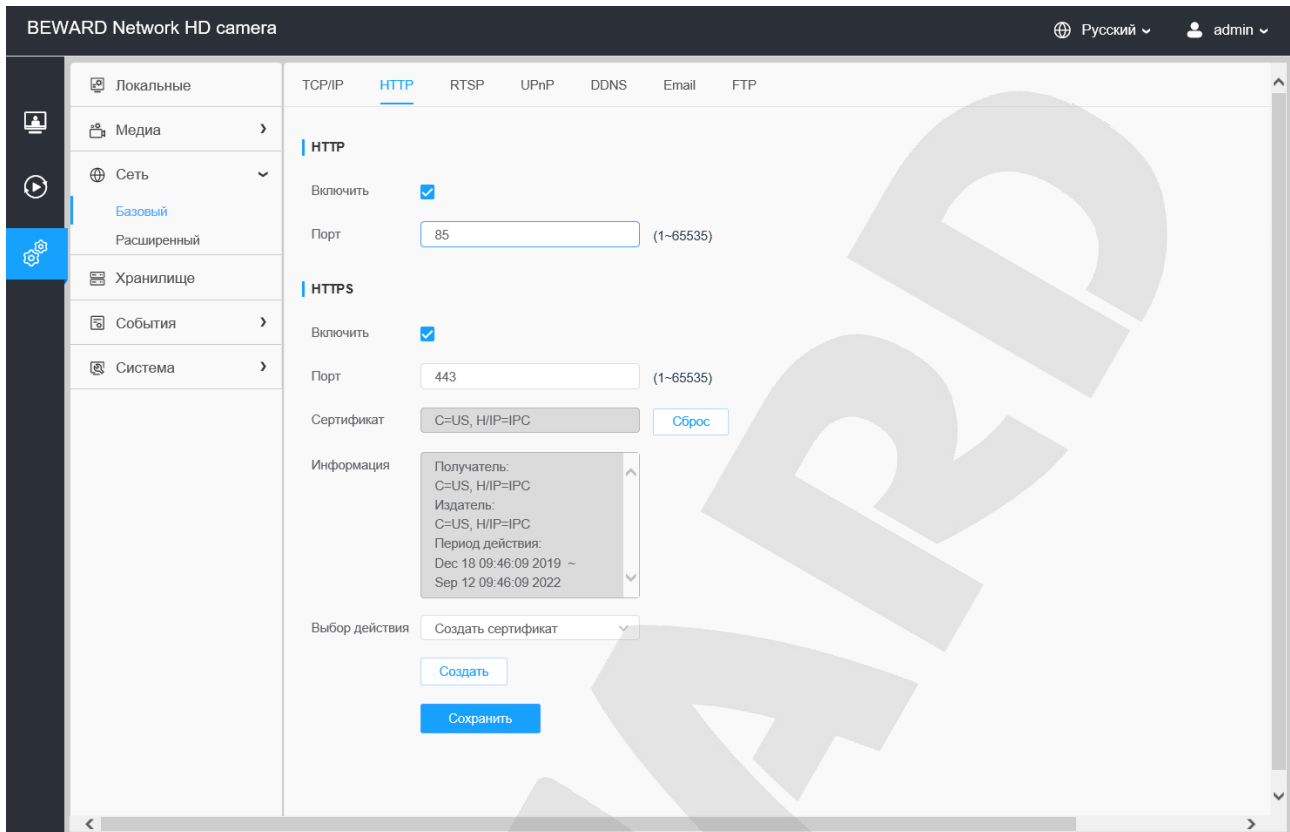 BEWARD Network HD camera
Русский
admin
Локальные
Медиа
Сеть
Базовый
Расширенный
Хранилище
События
Система
TCP/IP HTTP RTSP UPnP DDNS Email FTP
HTTP
Включить
Порт 85 (1~65535)
HTTPS
Включить
Порт 443 (1~65535)
Сертификат C=US, H/IP=IPC Сброс
Информация
Получатель:
C=US, H/IP=IPC
Издатель:
C=US, H/IP=IPC
Период действия:
Dec 18 09:46:09 2019 ~
Sep 12 09:46:09 2022
Выбор действия Создать сертификат
Создать
Сохранить